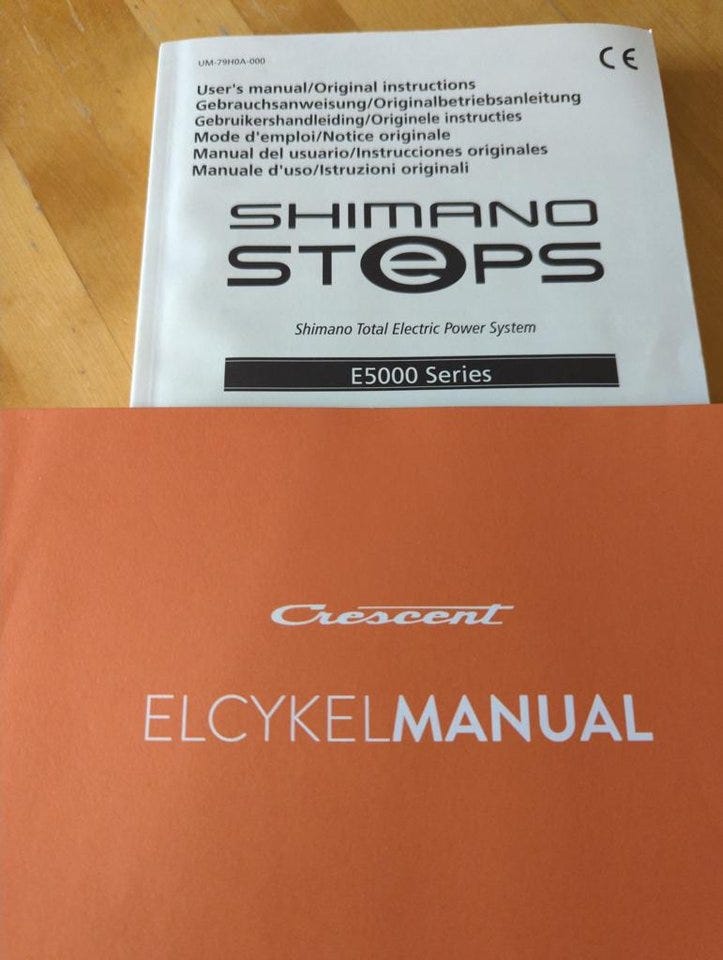 UM-79H0A-000
CE
User's manual/Original instructions
Gebrauchsanweisung/Originalbetriebsanleitung
Gebruikershandleiding/Originele instructies
Mode d'emploi/Notice originale
Manual del usuario/Instrucciones originales
Manuale d'uso/Istruzioni originali
SHIMANO
STePS
Shimano Total Electric Power System
E5000 Series
Crescent
ELCYKELMANUAL